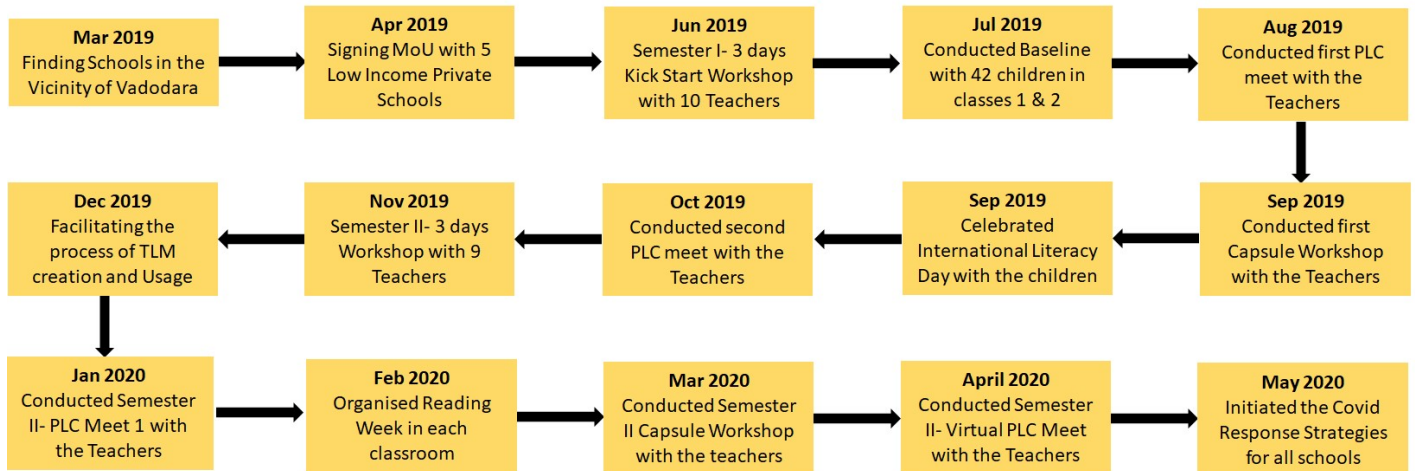 Mar 2019
Finding Schools in the
Vicinity of Vadodara
Apr 2019
Signing MoU with 5
Low Income Private
Schools
Jun 2019
Semester I- 3 days
Kick Start Workshop
with 10 Teachers
Jul 2019
Conducted Baseline
with 42 children in
classes 1 & 2
Aug 2019
Conducted first PLC
meet with the
Teachers
Sep 2019
Conducted first
Capsule Workshop
with the Teachers
Sep 2019
Celebrated
International Literacy
Day with the children
Oct 2019
Conducted second
PLC meet with the
Teachers
Nov 2019
Semester II- 3 days
Workshop with 9
Teachers
Dec 2019
Facilitating the
process of TLM
creation and Usage
Jan 2020
Conducted Semester
II- PLC Meet 1 with
the Teachers
Feb 2020
Organised Reading
Week in each
classroom
Mar 2020
Conducted Semester
II Capsule Workshop
with the teachers
April 2020
Conducted Semester
II- Virtual PLC Meet
with the Teachers
May 2020
Initiated the Covid
Response Strategies
for all schools